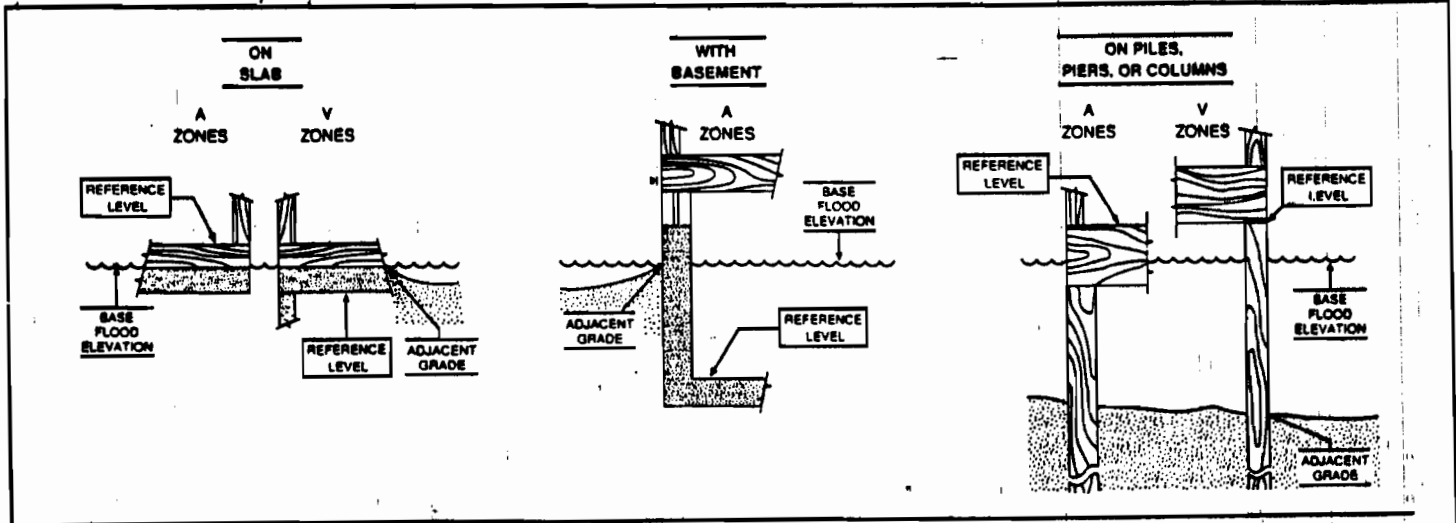 ON
SLAB
A
ZONES
V
ZONES
REFERENCE
LEVEL
BASE
FLOOD
ELEVATION
REFERENCE
LEVEL
ADJACENT
GRADE
WITH
BASEMENT
A
ZONES
BASE
FLOOD
ELEVATION
ADJACENT
GRADE
REFERENCE
LEVEL
ON PILES,
PIERS, OR COLUMNS
A
ZONES
V
ZONES
REFERENCE
LEVEL
REFERENCE
LEVEL
BASE
FLOOD
ELEVATION
ADJACENT
GRADE